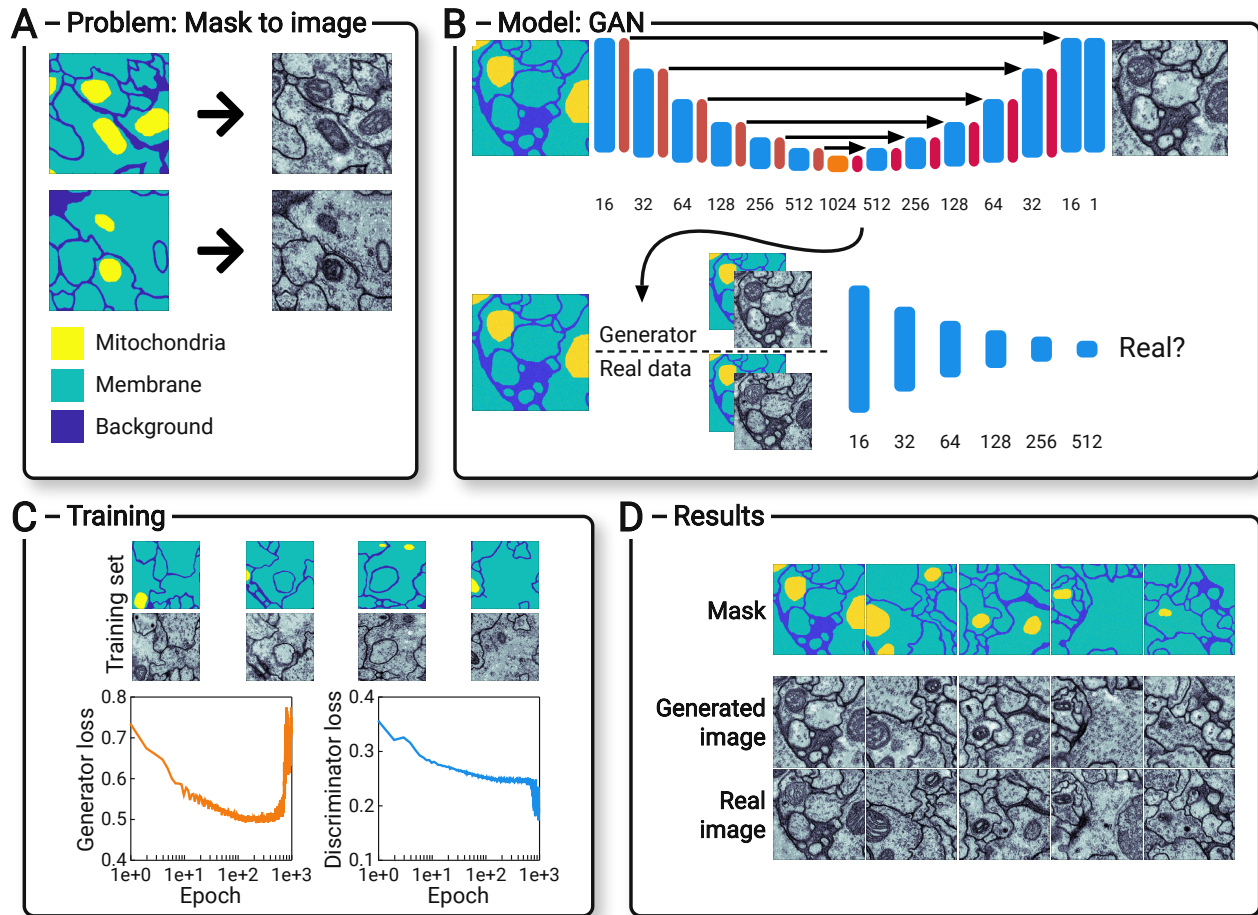 A Problem: Mask to image
Mitochondria
Membrane
Background
B Model: GAN
16 32 64 128 256 512 1024 512 256 128 64 32 16 1
Generator
Real data
Real?
16 32 64 128 256 512
C Training
Training set
0.8
0.7
0.6
0.5
0.4
Generator loss
1e+0 1e+1 1e+2 1e+3
Epoch
0.4
0.3
0.2
0.1
Discriminator loss
1e+0 1e+1 1e+2 1e+3
Epoch
D Results
Mask
Generated
image
Real
image